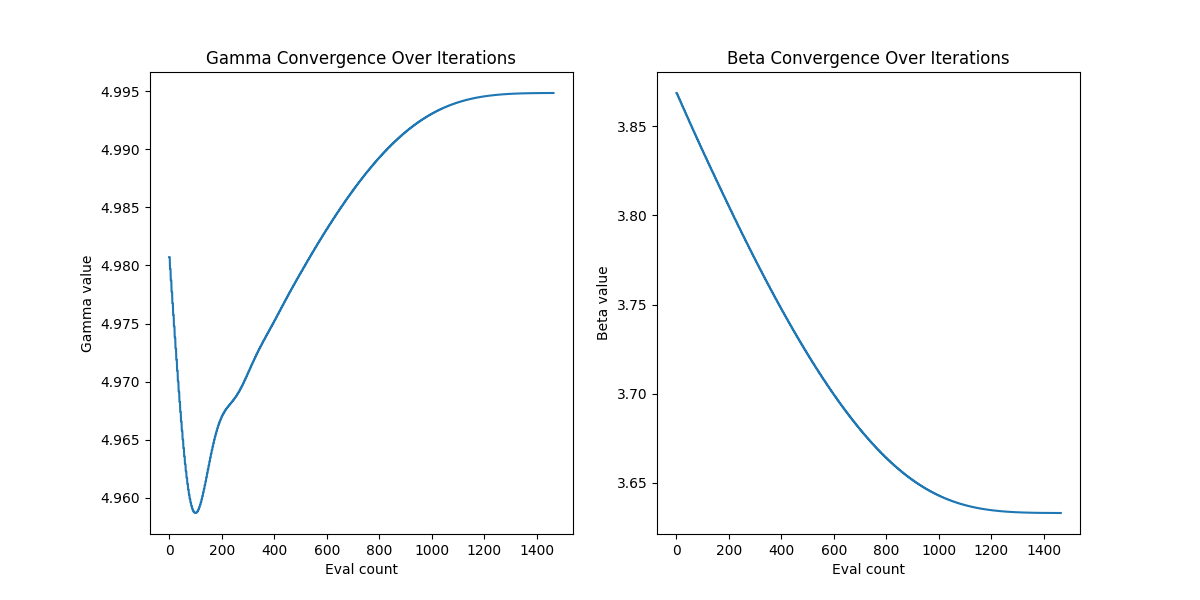 Gamma Convergence Over Iterations
4.995
4.990
4.985
4.980
4.975
4.970
4.965
4.960
Gamma value
0 200 400 600 800 1000 1200 1400
Eval count
Beta Convergence Over Iterations
3.85
3.80
3.75
3.70
3.65
Beta value
0 200 400 600 800 1000 1200 1400
Eval count